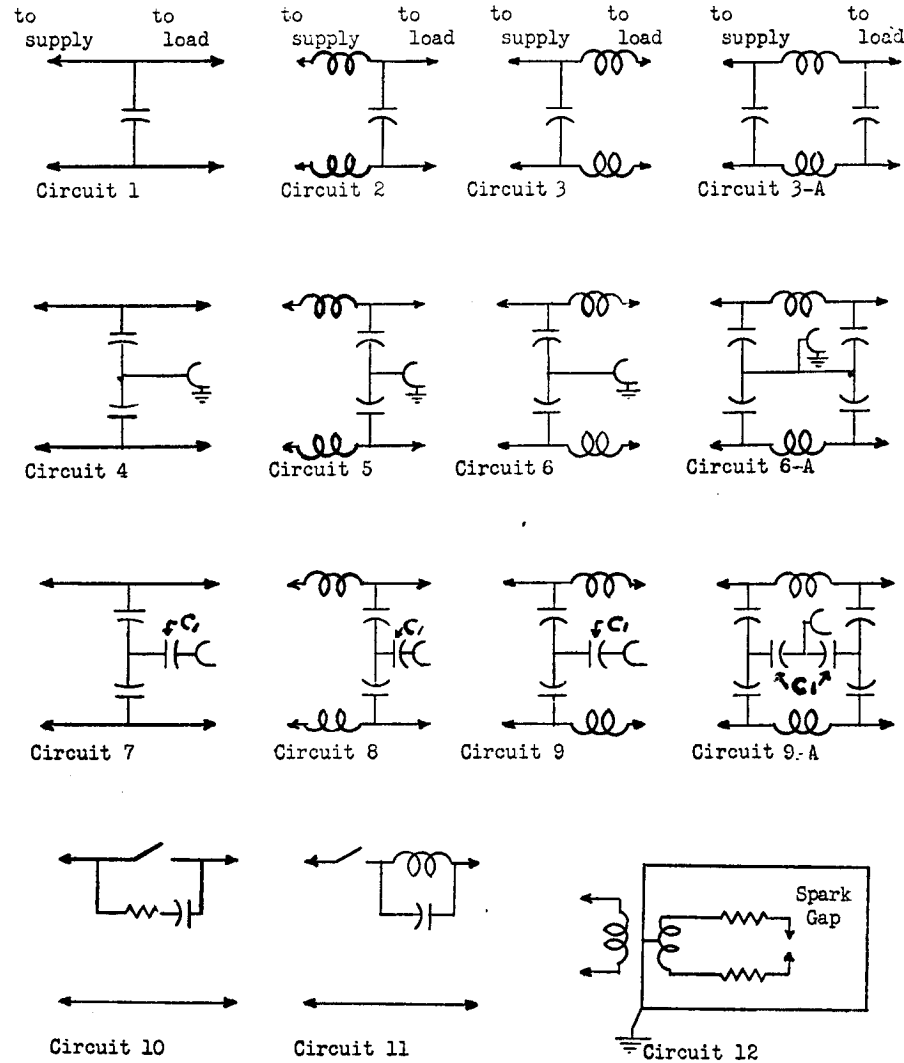 to to to to to to to to
supply load supply load supply load supply load
Circuit 1 Circuit 2 Circuit 3 Circuit 3-A
Circuit 4 Circuit 5 Circuit 6 Circuit 6-A
C1 C1 C1
C1
Circuit 7 Circuit 8 Circuit 9 Circuit 9-A
Spark
Gap
Circuit 10 Circuit 11 Circuit 12